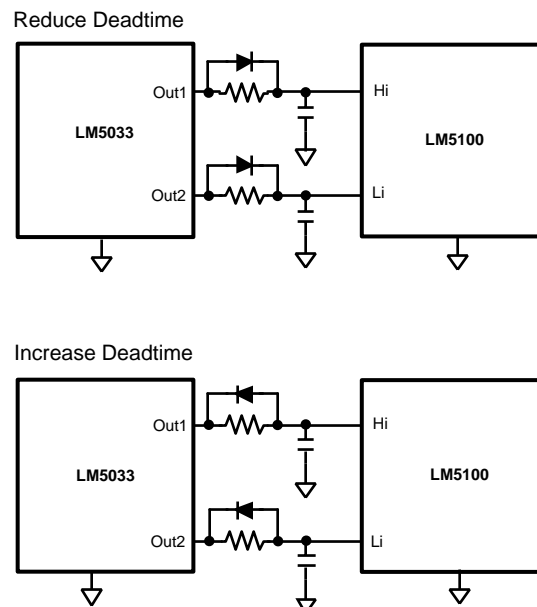 Reduce Deadtime
Out1
Hi
LM5033
LM5100
Out2
Li
Increase Deadtime
Out1
Hi
LM5033
LM5100
Out2
Li